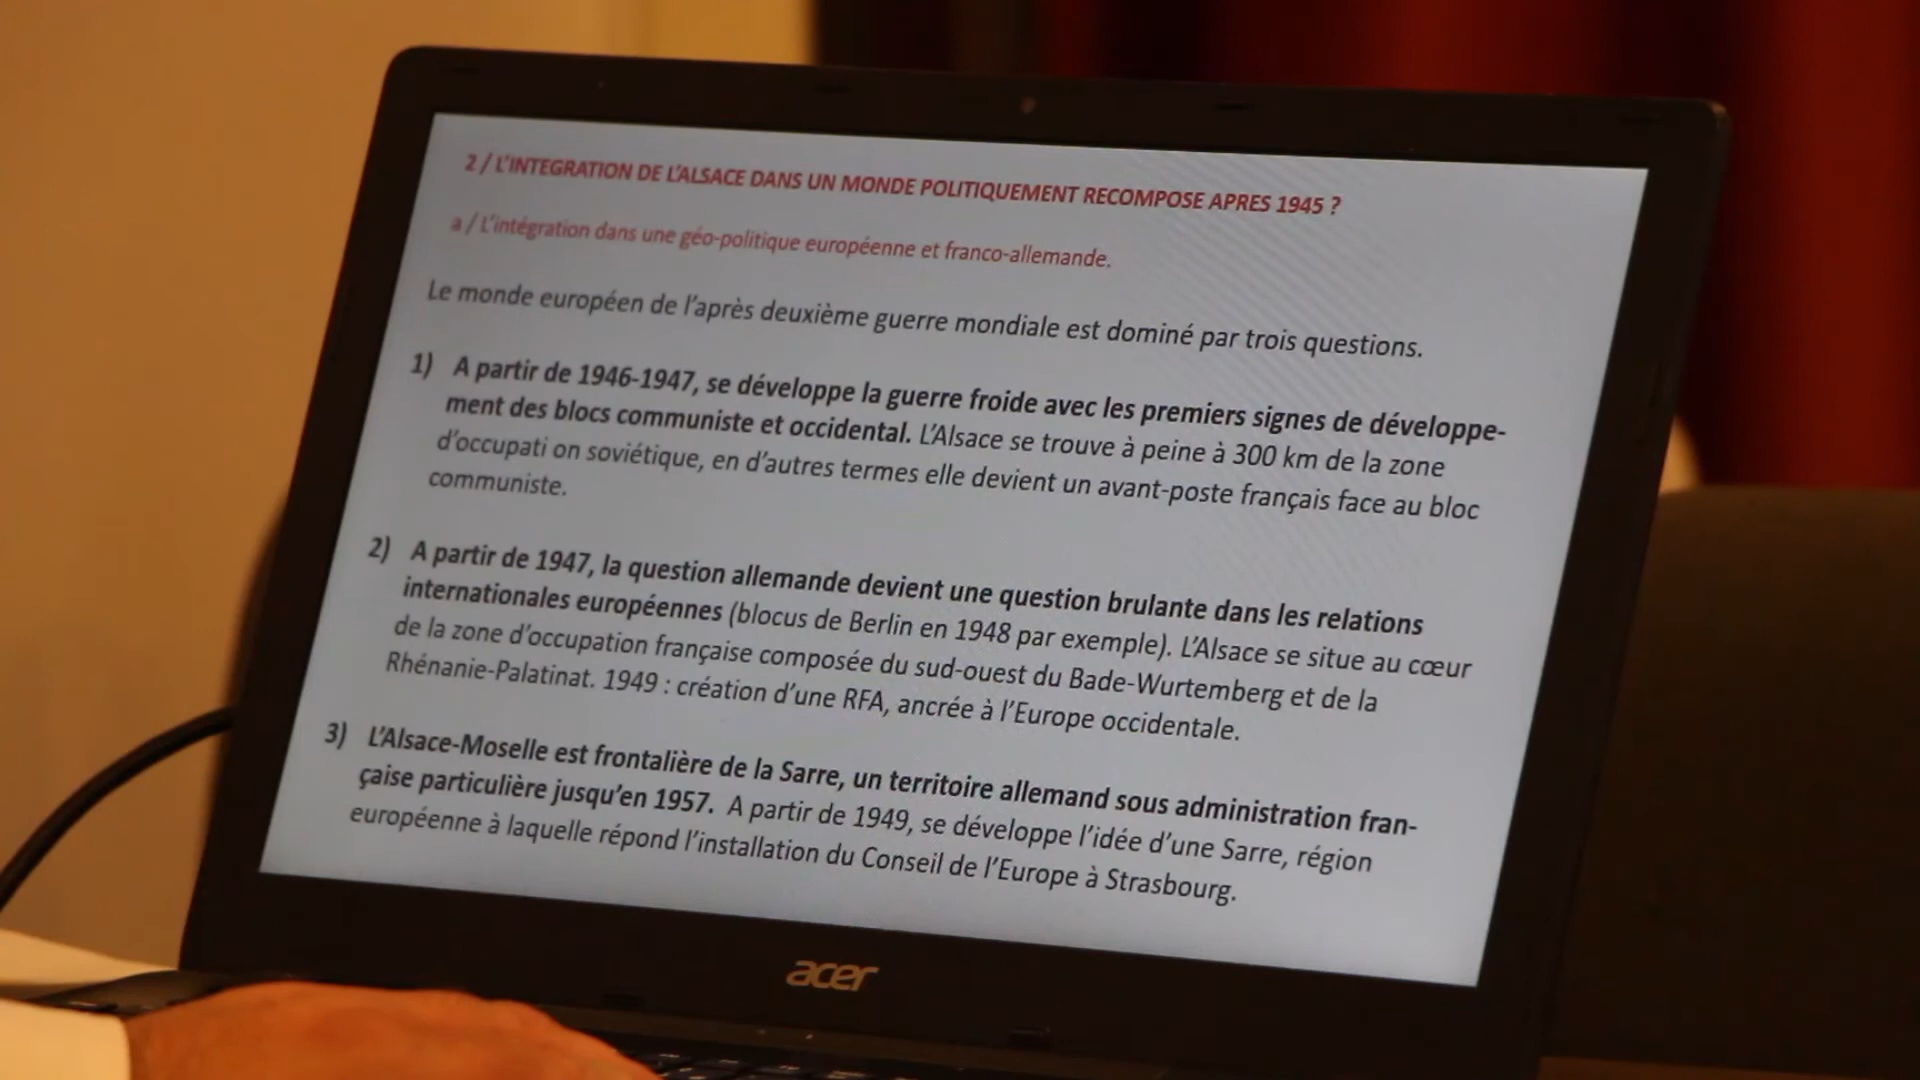 2 / L'INTEGRATION DE L'ALSACE DANS UN MONDE POLITIQUEMENT RECOMPOSE APRES 1945 ?
a / L'intégration dans une géo-politique européenne et franco-allemande.
Le monde européen de l'après deuxième guerre mondiale est dominé par trois questions.
1) A partir de 1946-1947, se développe la guerre froide avec les premiers signes de développe-
ment des blocs communiste et occidental. L'Alsace se trouve à peine à 300 km de la zone
d'occupati on soviétique, en d'autres termes elle devient un avant-poste français face au bloc
communiste.
2) A partir de 1947, la question allemande devient une question brulante dans les relations
internationales européennes (blocus de Berlin en 1948 par exemple). L'Alsace se situe au cœur
de la zone d'occupation française composée du sud-ouest du Bade-Wurtemberg et de la
Rhénanie-Palatinat. 1949 : création d'une RFA, ancrée à l'Europe occidentale.
3) L'Alsace-Moselle est frontalière de la Sarre, un territoire allemand sous administration fran-
çaise particulière jusqu'en 1957. A partir de 1949, se développe l'idée d'une Sarre, région
européenne à laquelle répond l'installation du Conseil de l'Europe à Strasbourg.
acer